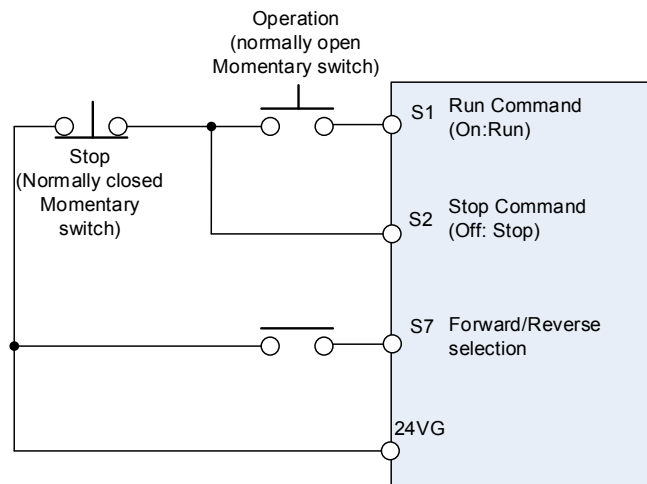 Operation
(normally open
Momentary switch)
Stop
(Normally closed
Momentary
switch)
S1 Run Command
(On:Run)
S2 Stop Command
(Off: Stop)
S7 Forward/Reverse
selection
24VG